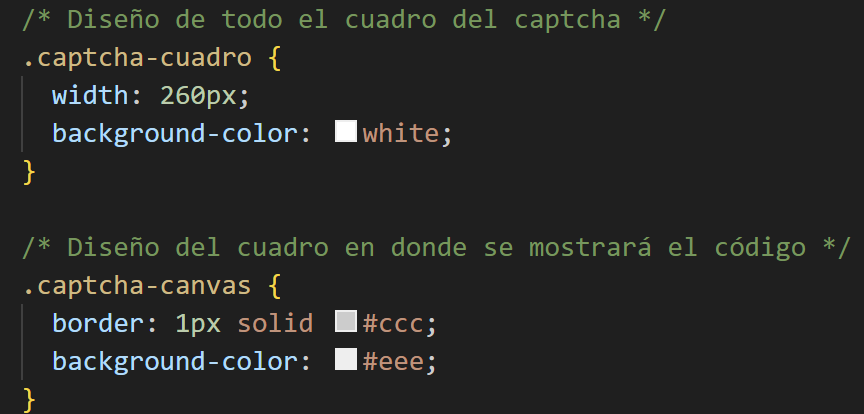 /* Diseño de todo el cuadro del captcha */
.captcha-cuadro {
width: 260px;
background-color: white;
}
/* Diseño del cuadro en donde se mostrará el código */
.captcha-canvas {
border: 1px solid #ccc;
background-color: #eee;
}